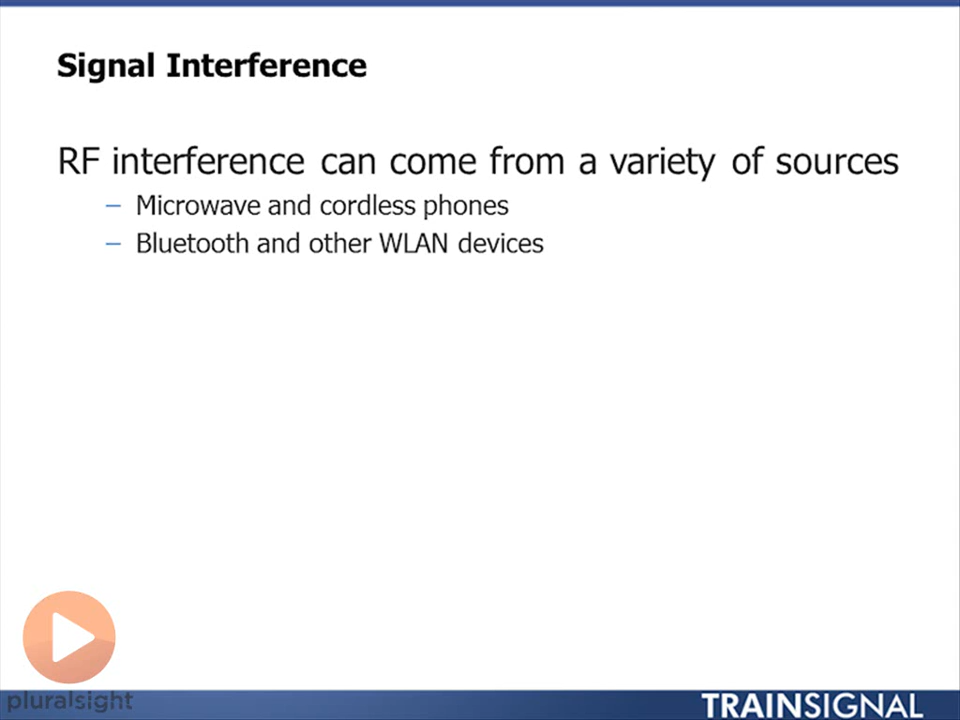 Signal Interference
RF interference can come from a variety of sources
– Microwave and cordless phones
– Bluetooth and other WLAN devices
pluralsight
TRAINSIGNAL